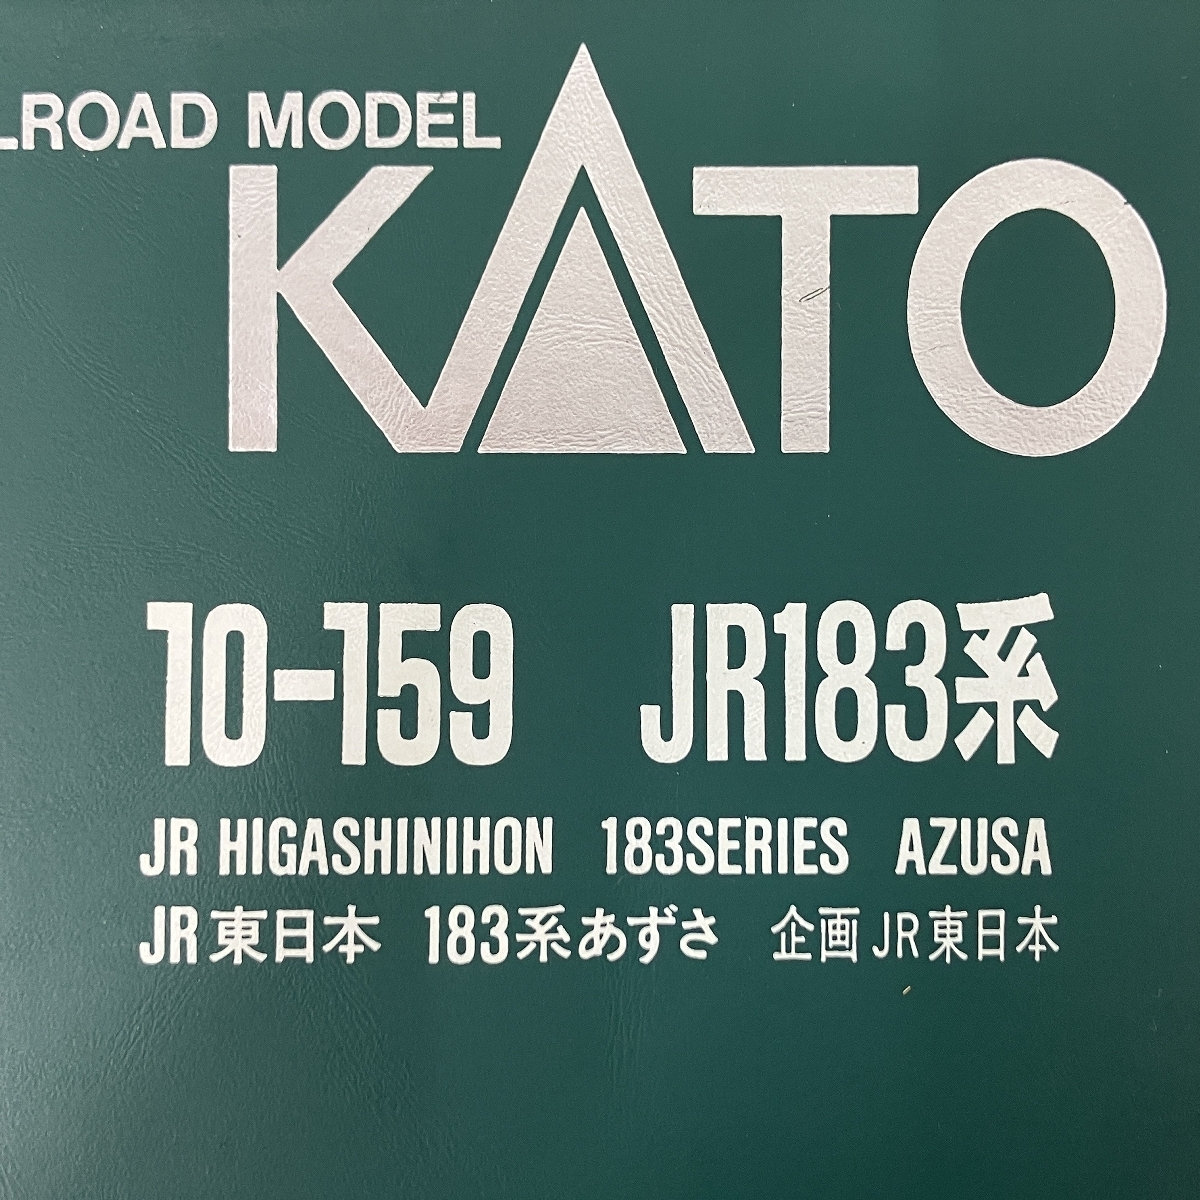 LROAD MODEL
KATO
10-159 JR183系
JR HIGASHINIHON 183SERIES AZUSA
JR東日本 183系あずさ 企画JR東日本